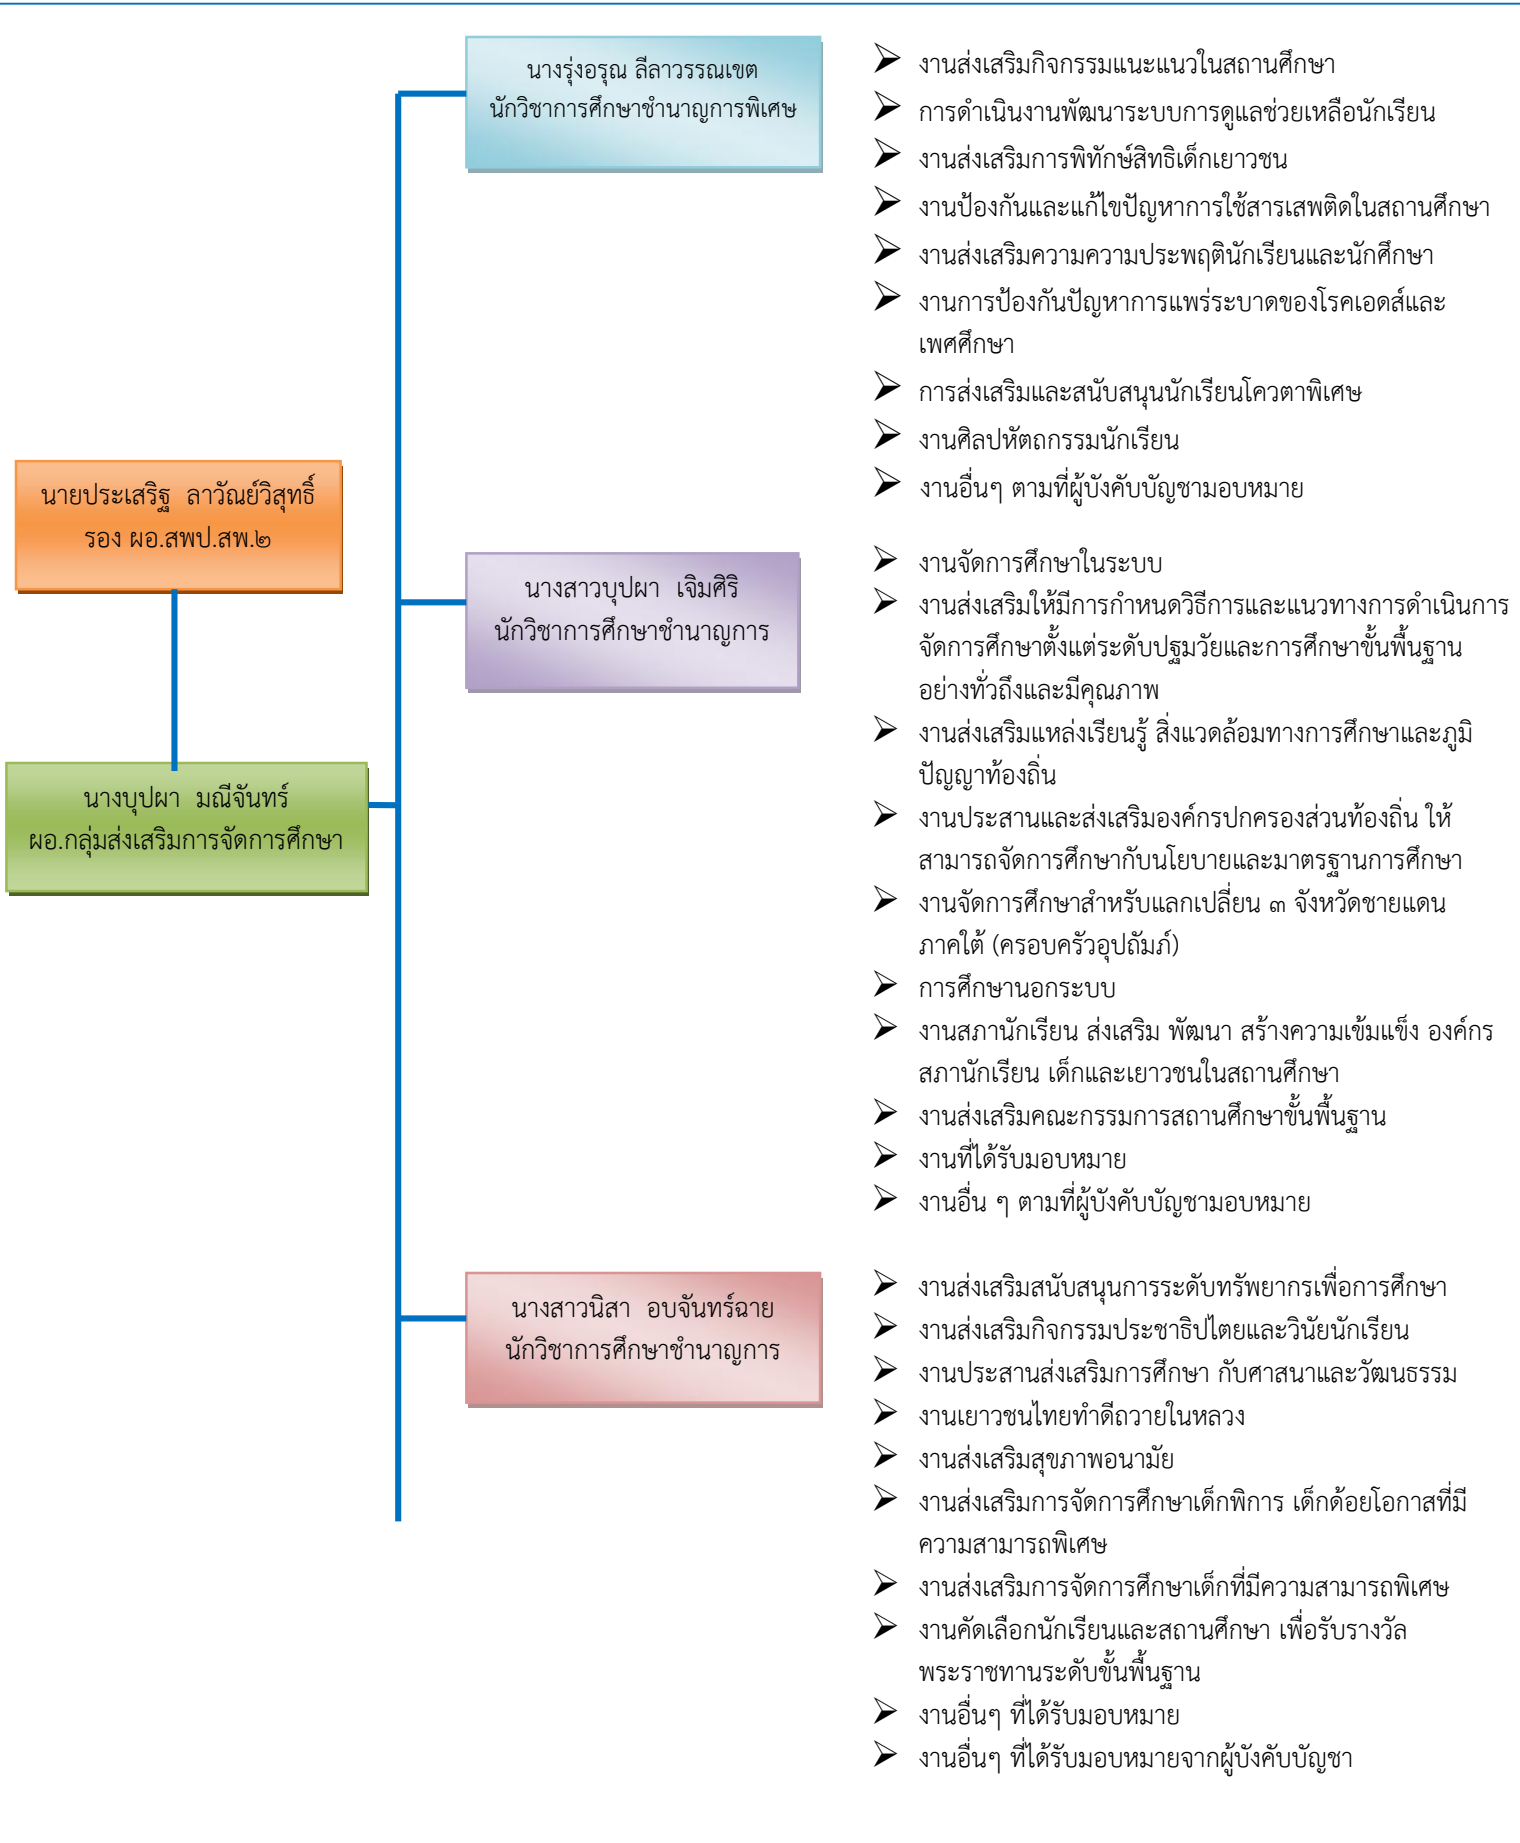 นายประเสริฐ ลาวัณย์วิสุทธิ์
รอง ผอ.สพป.สพ.๒
นางบุปผา มณีจันทร์
ผอ.กลุ่มส่งเสริมการจัดการศึกษา
นางรุ่งอรุณ ลีลาวรรณเขต
นักวิชาการศึกษาชำนาญการพิเศษ
งานส่งเสริมกิจกรรมแนะแนวในสถานศึกษา
การดำเนินงานพัฒนาระบบการดูแลช่วยเหลือนักเรียน
งานส่งเสริมการพิทักษ์สิทธิเด็กเยาวชน
งานป้องกันและแก้ไขปัญหาการใช้สารเสพติดในสถานศึกษา
งานส่งเสริมความความประพฤตินักเรียนและนักศึกษา
งานการป้องกันปัญหาการแพร่ระบาดของโรคเอดส์และ
เพศศึกษา
การส่งเสริมและสนับสนุนนักเรียนโควตาพิเศษ
งานศิลปหัตถกรรมนักเรียน
งานอื่นๆ ตามที่ผู้บังคับบัญชามอบหมาย
นางสาวบุปผา เจิมศิริ
นักวิชาการศึกษาชำนาญการ
งานจัดการศึกษาในระบบ
งานส่งเสริมให้มีการกำหนดวิธีการและแนวทางการดำเนินการ
จัดการศึกษาตั้งแต่ระดับปฐมวัยและการศึกษาขั้นพื้นฐาน
อย่างทั่วถึงและมีคุณภาพ
งานส่งเสริมแหล่งเรียนรู้ สิ่งแวดล้อมทางการศึกษาและภูมิ
ปัญญาท้องถิ่น
งานประสานและส่งเสริมองค์กรปกครองส่วนท้องถิ่น ให้
สามารถจัดการศึกษากับนโยบายและมาตรฐานการศึกษา
งานจัดการศึกษาสำหรับแลกเปลี่ยน ๓ จังหวัดชายแดน
ภาคใต้ (ครอบครัวอุปถัมภ์)
การศึกษานอกระบบ
งานสภานักเรียน ส่งเสริม พัฒนา สร้างความเข้มแข็ง องค์กร
สภานักเรียน เด็กและเยาวชนในสถานศึกษา
งานส่งเสริมคณะกรรมการสถานศึกษาขั้นพื้นฐาน
งานที่ได้รับมอบหมาย
งานอื่น ๆ ตามที่ผู้บังคับบัญชามอบหมาย
นางสาวนิสา อบจันทร์ฉาย
นักวิชาการศึกษาชำนาญการ
งานส่งเสริมสนับสนุนการระดับทรัพยากรเพื่อการศึกษา
งานส่งเสริมกิจกรรมประชาธิปไตยและวินัยนักเรียน
งานประสานส่งเสริมการศึกษา กับศาสนาและวัฒนธรรม
งานเยาวชนไทยทำดีถวายในหลวง
งานส่งเสริมสุขภาพอนามัย
งานส่งเสริมการจัดการศึกษาเด็กพิการ เด็กด้อยโอกาสที่มี
ความสามารถพิเศษ
งานส่งเสริมการจัดการศึกษาเด็กที่มีความสามารถพิเศษ
งานคัดเลือกนักเรียนและสถานศึกษา เพื่อรับรางวัล
พระราชทานระดับขั้นพื้นฐาน
งานอื่นๆ ที่ได้รับมอบหมาย
งานอื่นๆ ที่ได้รับมอบหมายจากผู้บังคับบัญชา